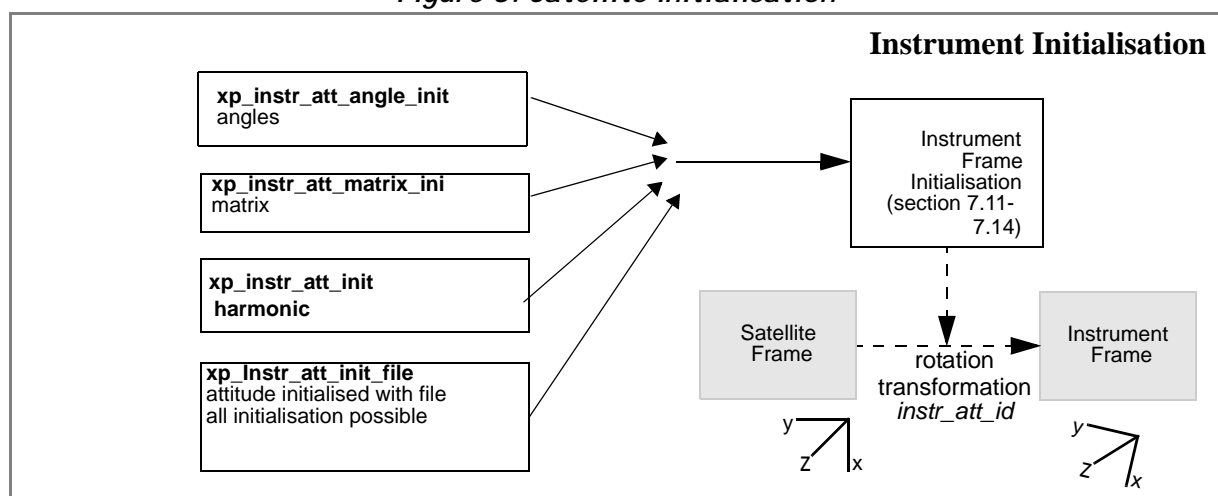 Figure 3: Satellite Initialisation
Instrument Initialisation
xp_instr_att_angle_init
angles
xp_instr_att_matrix_ini
matrix
xp_instr_att_init
harmonic
xp_Instr_att_init_file
attitude initialised with file
all initialisation possible
Instrument
Frame
Initialisation
(section 7.11-
7.14)
Satellite
Frame
rotation
transformation
instr_att_id
Instrument
Frame
y
Z
x
y
Z
x